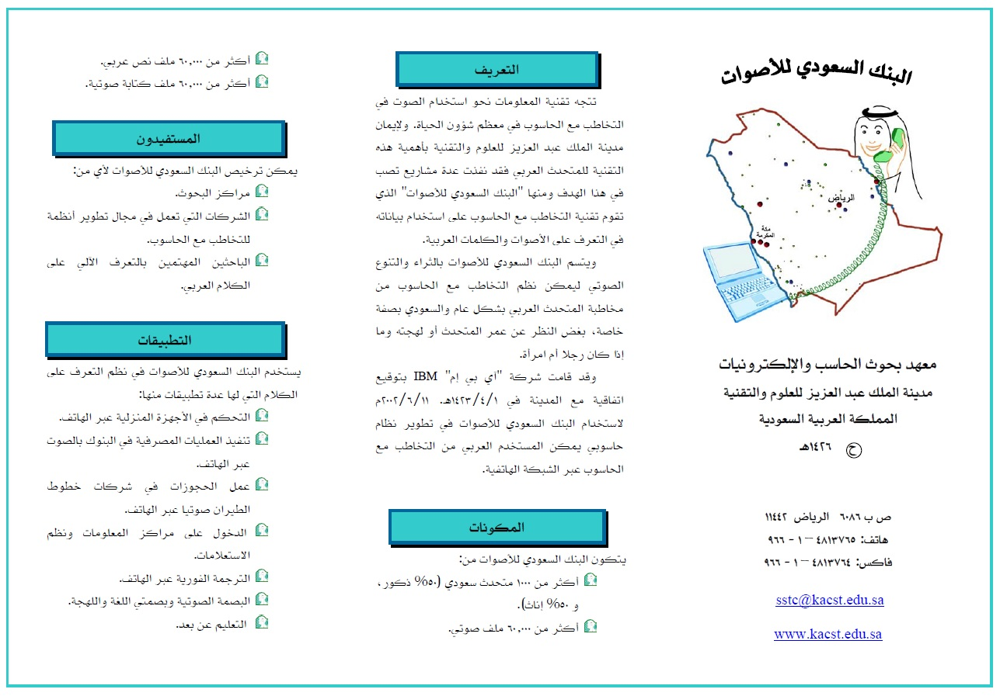 البنك السعودي للأصوات
الرياض
مكة
المكرمة
معهد بحوث الحاسب والإلكترونيات
مدينة الملك عبد العزيز للعلوم والتقنية
المملكة العربية السعودية
ح ١٤٢٦هـ
ص ب ٦٠٨٦ الرياض ١١٤٤٢
هاتف: ٤٨١٣٧٦٥ – ١ - ٩٦٦
فاكس: ٤٨١٣٧٦٤ – ١ - ٩٦٦
sstc@kacst.edu.sa
www.kacst.edu.sa
التعريف
تتجه تقنية المعلومات نحو استخدام الصوت في
التخاطب مع الحاسوب في معظم شؤون الحياة. ولإيمان
مدينة الملك عبد العزيز للعلوم والتقنية بأهمية هذه
التقنية للمتحدث العربي فقد نفذت عدة مشاريع تصب
في هذا الهدف ومنها "البنك السعودي للأصوات" الذي
تقوم تقنية التخاطب مع الحاسوب على استخدام بياناته
في التعرف على الأصوات والكلمات العربية.
ويتسم البنك السعودي للأصوات بالثراء والتنوع
الصوتي ليمكن نظم التخاطب مع الحاسوب من
مخاطبة المتحدث العربي بشكل عام والسعودي بصفة
خاصة، بغض النظر عن عمر المتحدث أو لهجته وما
إذا كان رجلا أم امرأة.
وقد قامت شركة "آي بي إم" IBM بتوقيع
اتفاقية مع المدينة في ١٤٢٣/٤/١هـ. ٢٠٠٢/٦/١١م
لاستخدام البنك السعودي للأصوات في تطوير نظام
حاسوبي يمكن المستخدم العربي من التخاطب مع
الحاسوب عبر الشبكة الهاتفية.
المكونات
يتكون البنك السعودي للأصوات من:
أكثر من ١٠٠٠ متحدث سعودي (٥٠% ذكور،
و ٥٠% إناث).
أكثر من ٦٠,٠٠٠ ملف صوتي.
أكثر من ٦٠,٠٠٠ ملف نص عربي.
أكثر من ٦٠,٠٠٠ ملف كتابة صوتية.
المستفيدون
يمكن ترخيص البنك السعودي للأصوات لأي من:
مراكز البحوث.
الشركات التي تعمل في مجال تطوير أنظمة
للتخاطب مع الحاسوب.
الباحثين المهتمين بالتعرف الآلي على
الكلام العربي.
التطبيقات
يستخدم البنك السعودي للأصوات في نظم التعرف على
الكلام التي لها عدة تطبيقات منها:
التحكم في الأجهزة المنزلية عبر الهاتف.
تنفيذ العمليات المصرفية في البنوك بالصوت
عبر الهاتف.
عمل الحجوزات في شركات خطوط
الطيران صوتيا عبر الهاتف.
الدخول على مراكز المعلومات ونظم
الاستعلامات.
الترجمة الفورية عبر الهاتف.
البصمة الصوتية وبصمتي اللغة واللهجة.
التعليم عن بعد.